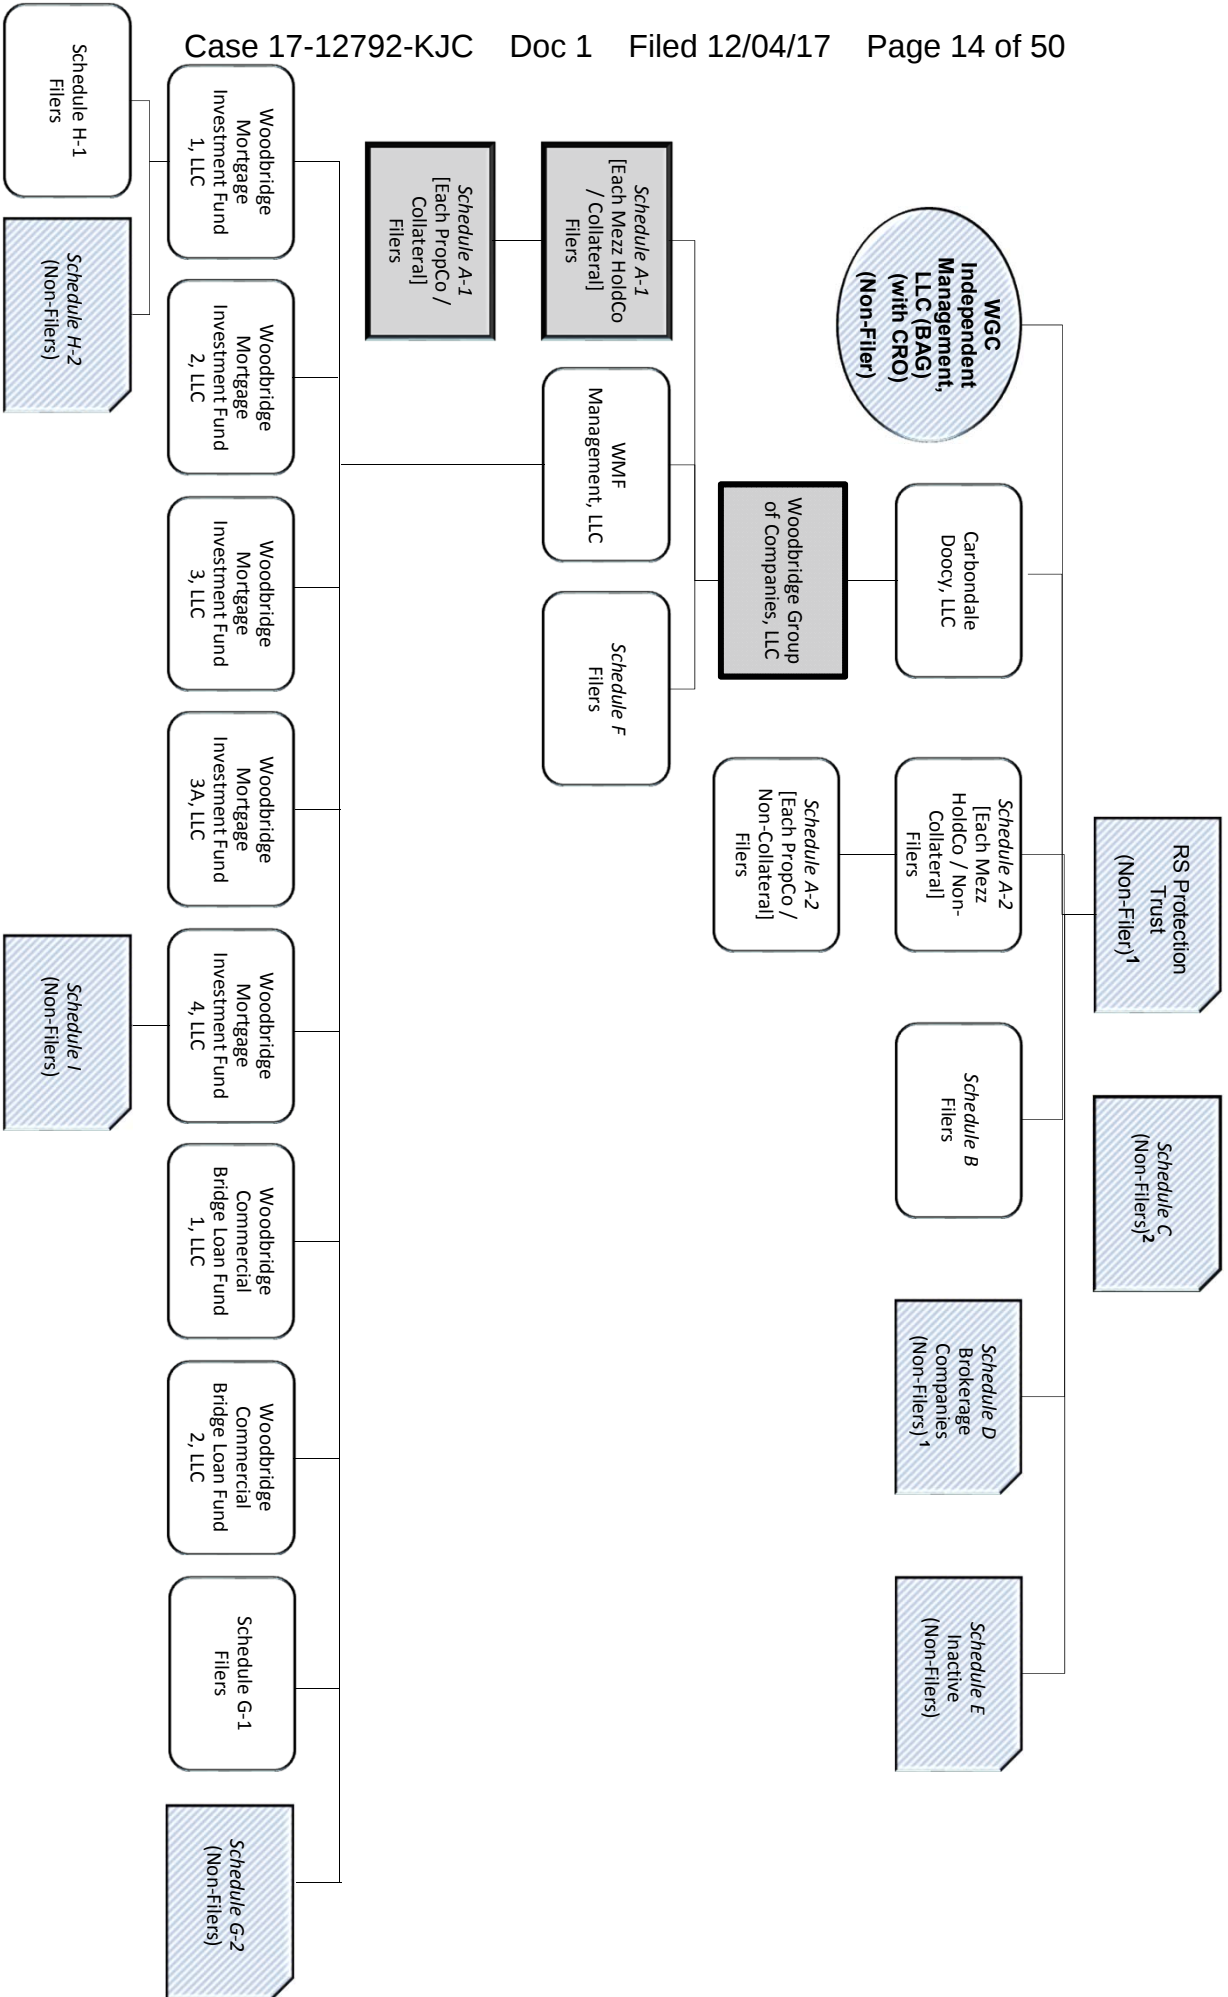 Case 17-12792-KJC Doc 1 Filed 12/04/17 Page 14 of 50
RS Protection
Trust
(Non-Filer)1
Schedule C
(Non-Filers)2
WGC
Independent
Management,
LLC (BAG)
(with CRO)
(Non-Filer)
Carbondale
Doocy, LLC
Schedule A-2
[Each Mezz
HoldCo / Non-
Collateral]
Filers
Schedule B
Filers
Schedule D
Brokerage
Companies
(Non-Filers)1
Schedule E
Inactive
(Non-Filers)
Woodbridge Group
of Companies, LLC
Schedule A-2
[Each PropCo /
Non-Collateral]
Filers
Schedule A-1
[Each Mezz HoldCo
/ Collateral]
Filers
WMF
Management, LLC
Schedule F
Filers
Schedule A-1
[Each PropCo /
Collateral]
Filers
Woodbridge
Mortgage
Investment Fund
1, LLC
Woodbridge
Mortgage
Investment Fund
2, LLC
Woodbridge
Mortgage
Investment Fund
3, LLC
Woodbridge
Mortgage
Investment Fund
3A, LLC
Woodbridge
Mortgage
Investment Fund
4, LLC
Woodbridge
Commercial
Bridge Loan Fund
1, LLC
Woodbridge
Commercial
Bridge Loan Fund
2, LLC
Schedule G-1
Filers
Schedule G-2
(Non-Filers)
Schedule H-1
Filers
Schedule H-2
(Non-Filers)
Schedule I
(Non-Filers)